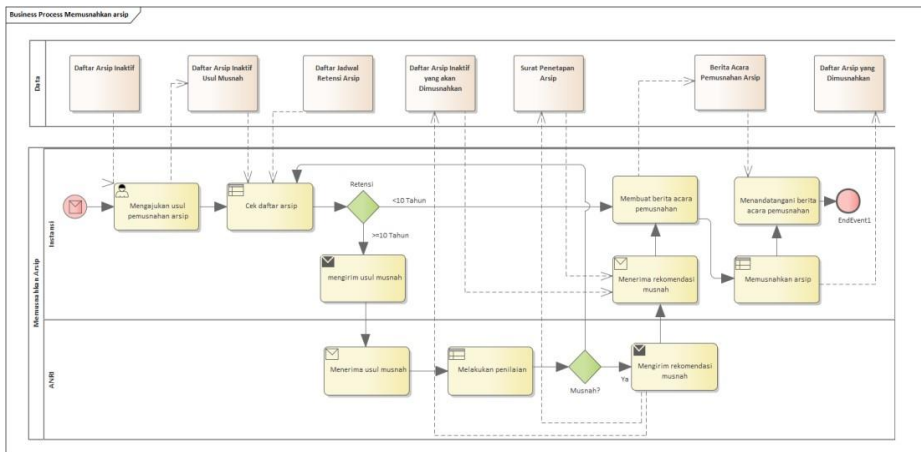 Business Process Memusnahkan arsip
Data
Daftar Arsip Inaktif
Daftar Arsip Inaktif
Usul Musnah
Daftar Jadwal
Retensi Arsip
Daftar Arsip Inaktif
yang akan
Dimusnahkan
Surat Penetapan
Arsip
Berita Acara
Pemusnahan Arsip
Daftar Arsip yang
Dimusnahkan
Memusnahkan Arsip
Instansi
Mengajukan usul
pemusnahan arsip
Cek daftar arsip
Retensi
<10 Tahun
>=10 Tahun
Membuat berita acara
pemusnahan
Menandatangani berita
acara pemusnahan
EndEvent1
mengirim usul musnah
Menerima rekomendasi
musnah
Memusnahkan arsip
ANRI
Menerima usul musnah
Melakukan penilaian
Musnah?
Ya
Mengirim rekomendasi
musnah